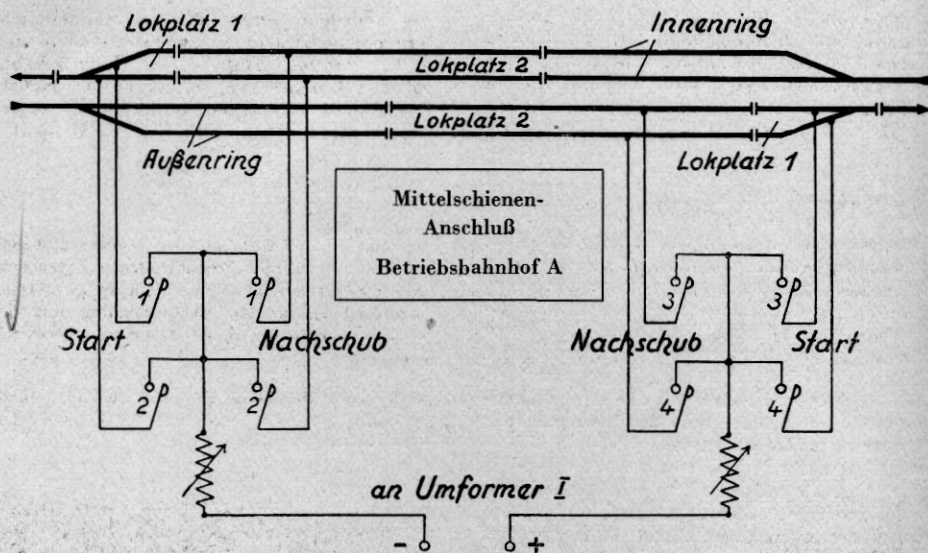 Lokplatz 1
Innenring
Lokplatz 2
Lokplatz 2
Außenring
Lokplatz 1
Mittelschienen-
Anschluß
Betriebsbahnhof A
1 1 3 3
Start Nachschub Nachschub Start
2 2 4 4
an Umformer I
- +